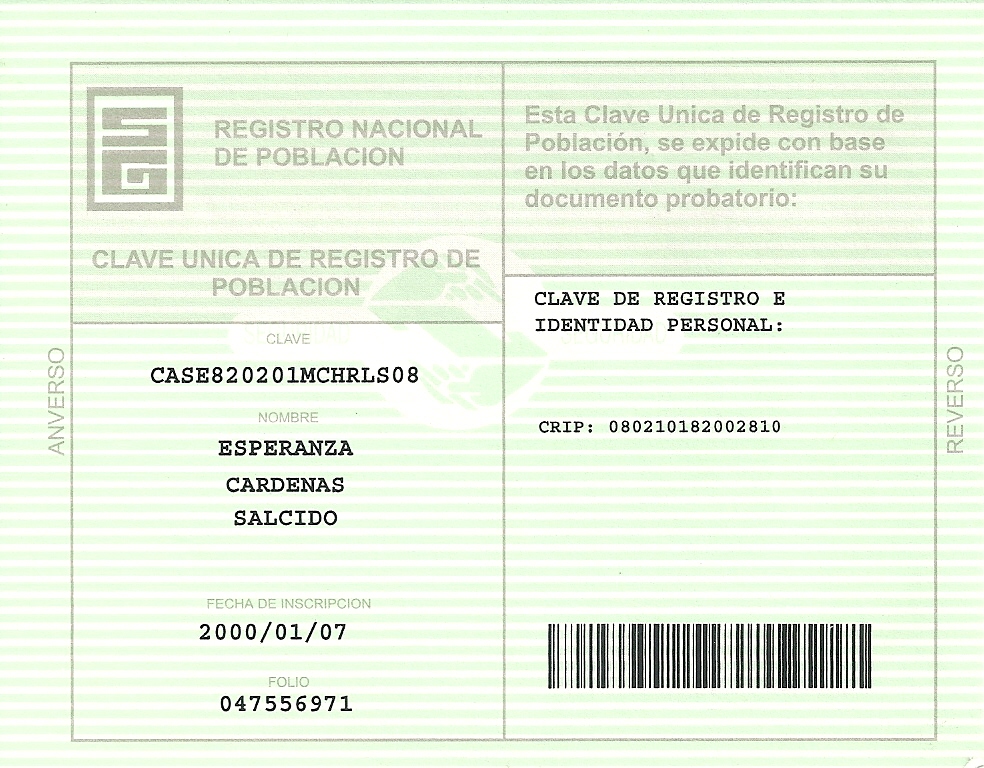 SG
REGISTRO NACIONAL
DE POBLACION
CLAVE UNICA DE REGISTRO DE
POBLACION
ANVERSO
CLAVE
CASE820201MCHRLS08
NOMBRE
ESPERANZA
CARDENAS
SALCIDO
FECHA DE INSCRIPCION
2000/01/07
FOLIO
047556971
Esta Clave Unica de Registro de
Población, se expide con base
en los datos que identifican su
documento probatorio:
CLAVE DE REGISTRO E
IDENTIDAD PERSONAL:
CRIP: 080210182002810
REVERSO